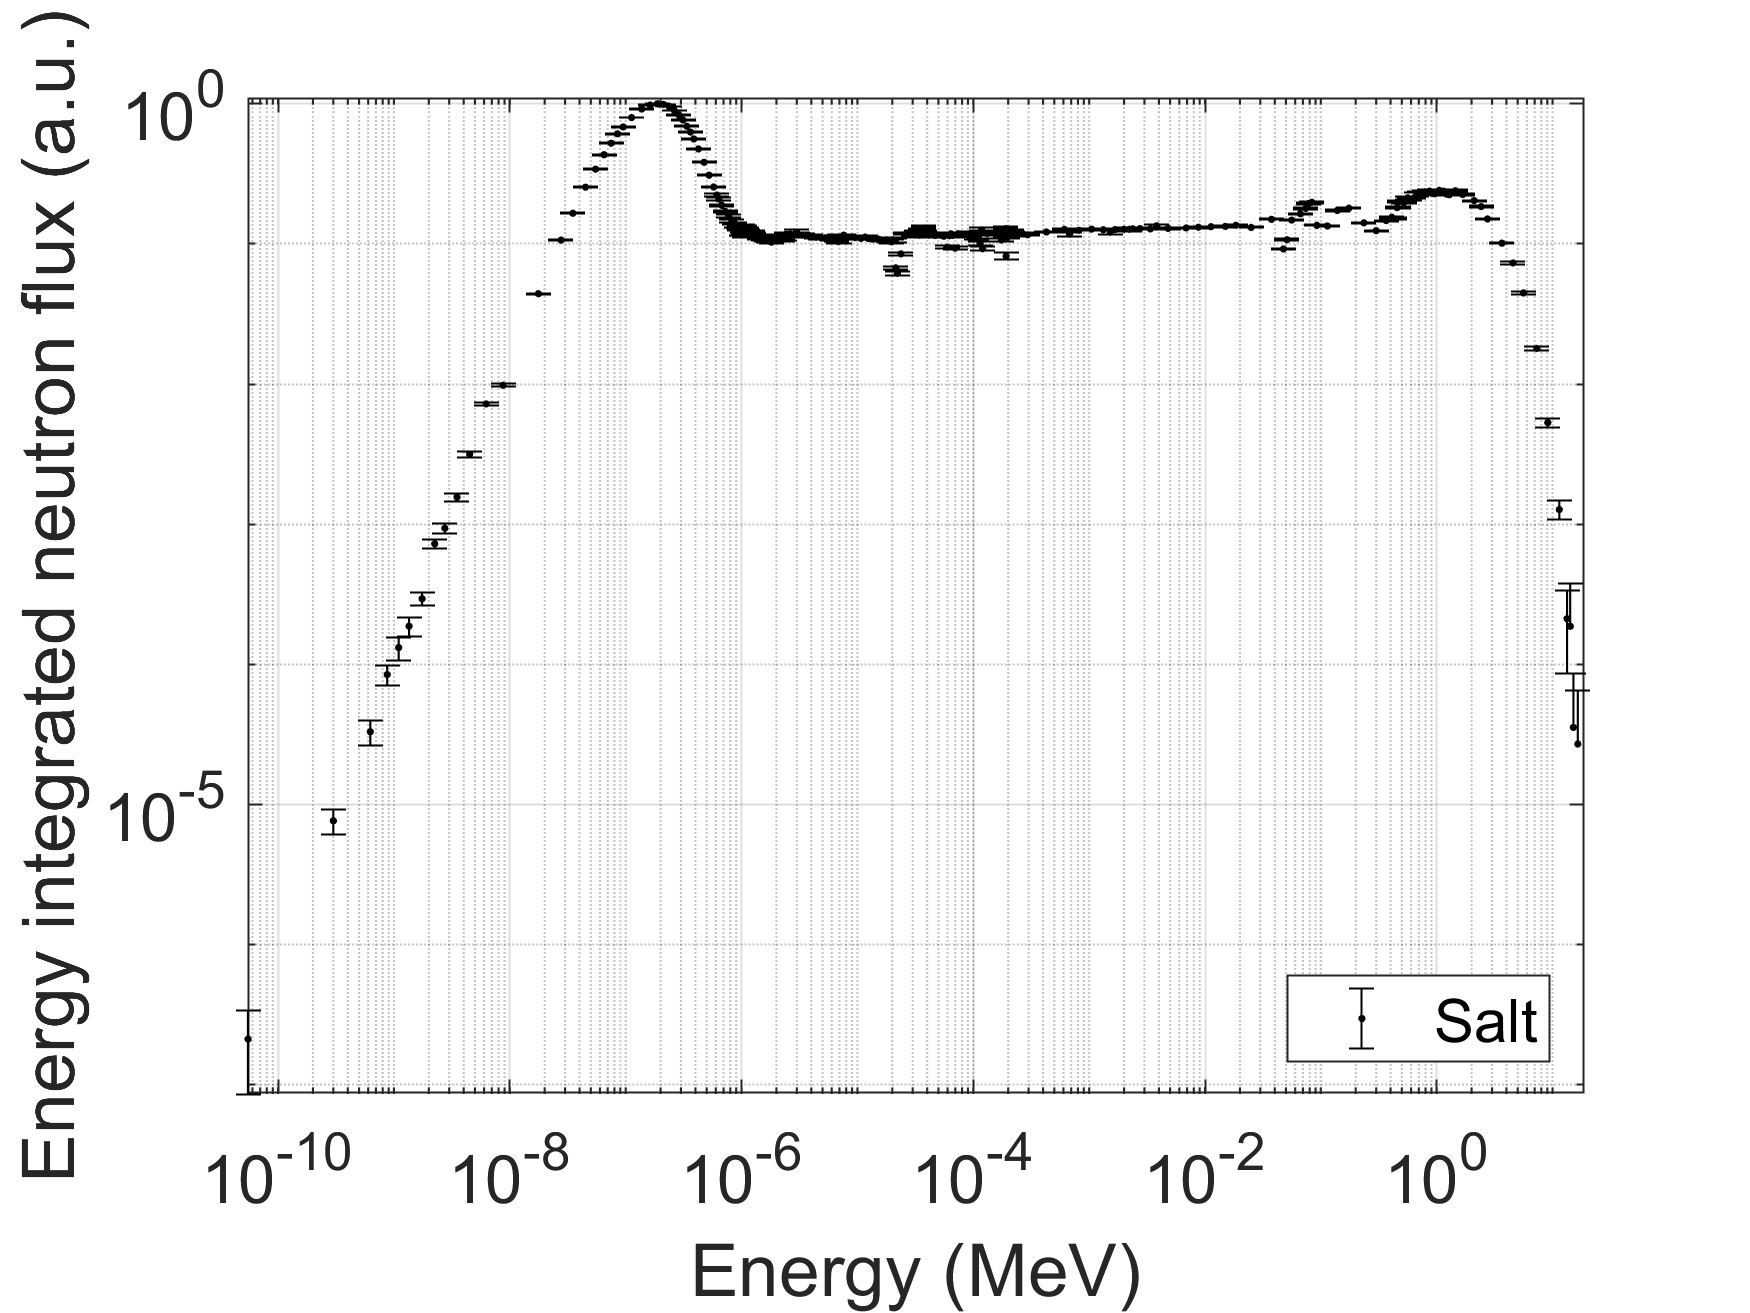 Energy integrated neutron flux (a.u.)
10^0
10^-5
Salt
10^-10 10^-8 10^-6 10^-4 10^-2 10^0
Energy (MeV)